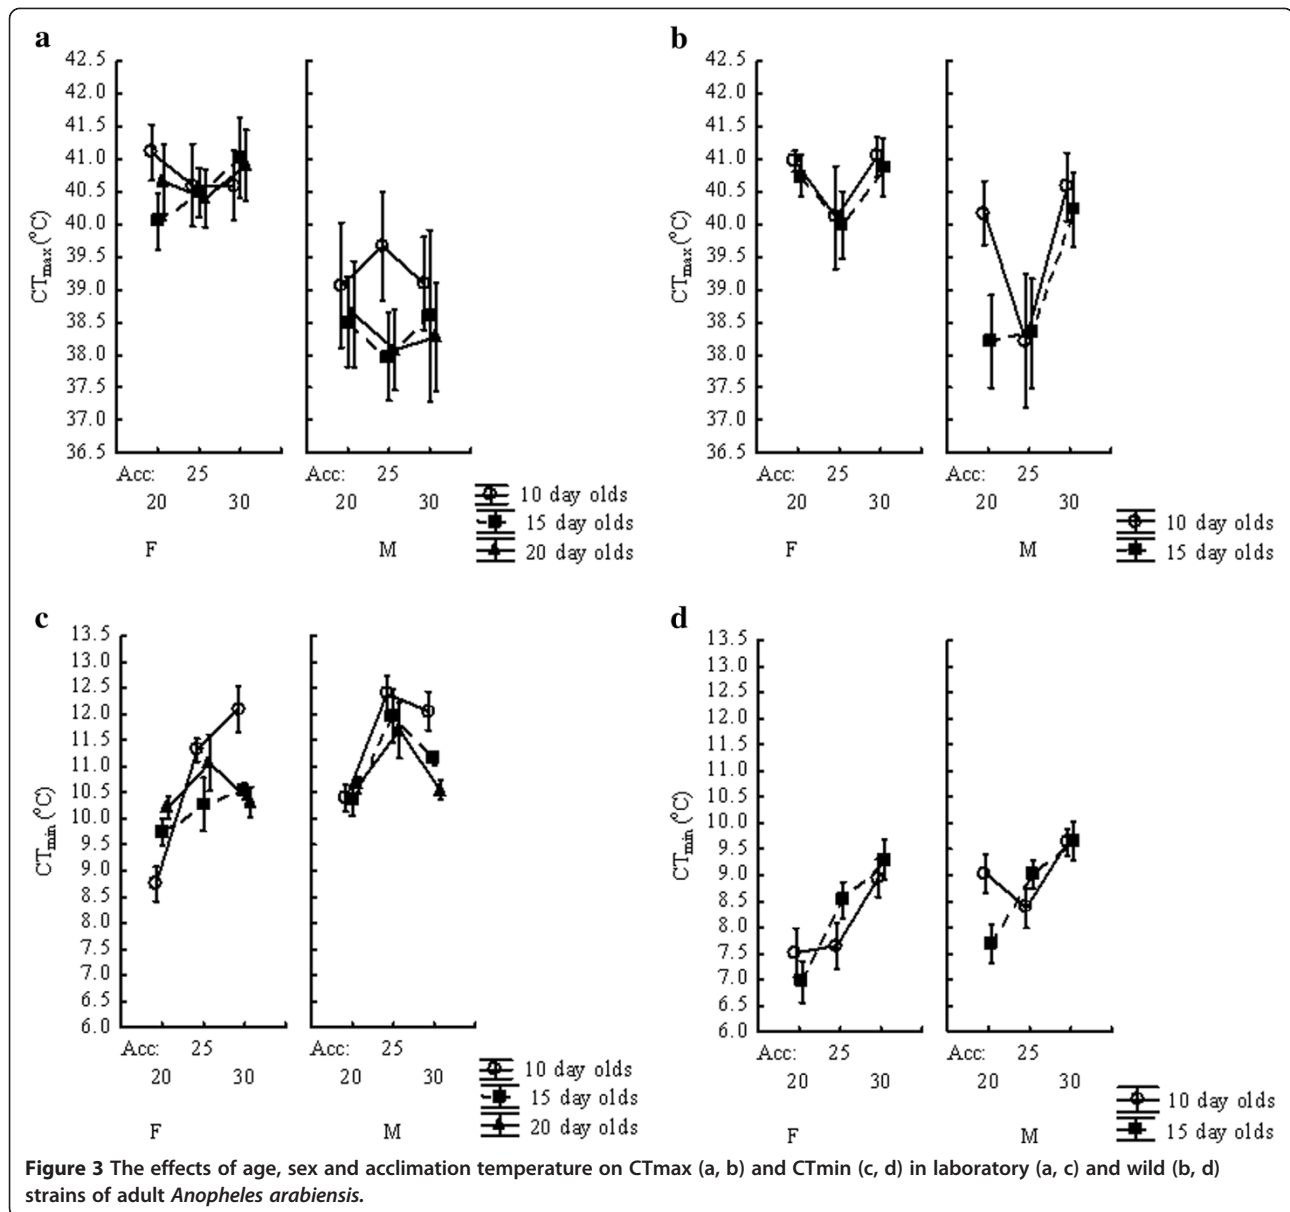 a
42.5
42.0
41.5
41.0
40.5
40.0
39.5
39.0
38.5
38.0
37.5
37.0
36.5
CTmax (°C)
Acc: 25
20 30
F M
10 day olds
15 day olds
20 day olds
b
42.5
42.0
41.5
41.0
40.5
40.0
39.5
39.0
38.5
38.0
37.5
37.0
36.5
CTmax (°C)
Acc: 25 25
20 30 20 30
F M
10 day olds
15 day olds
c
13.5
13.0
12.5
12.0
11.5
11.0
10.5
10.0
9.5
9.0
8.5
8.0
7.5
7.0
6.5
6.0
CTmin (°C)
Acc: 25 Acc: 25
20 30 20 30
F M
10 day olds
15 day olds
20 day olds
d
13.5
13.0
12.5
12.0
11.5
11.0
10.5
10.0
9.5
9.0
8.5
8.0
7.5
7.0
6.5
6.0
CTmin (°C)
Acc: 25 Acc: 25
20 30 20 30
F M
10 day olds
15 day olds
Figure 3 The effects of age, sex and acclimation temperature on CTmax (a, b) and CTmin (c, d) in laboratory (a, c) and wild (b, d)
strains of adult Anopheles arabiensis.